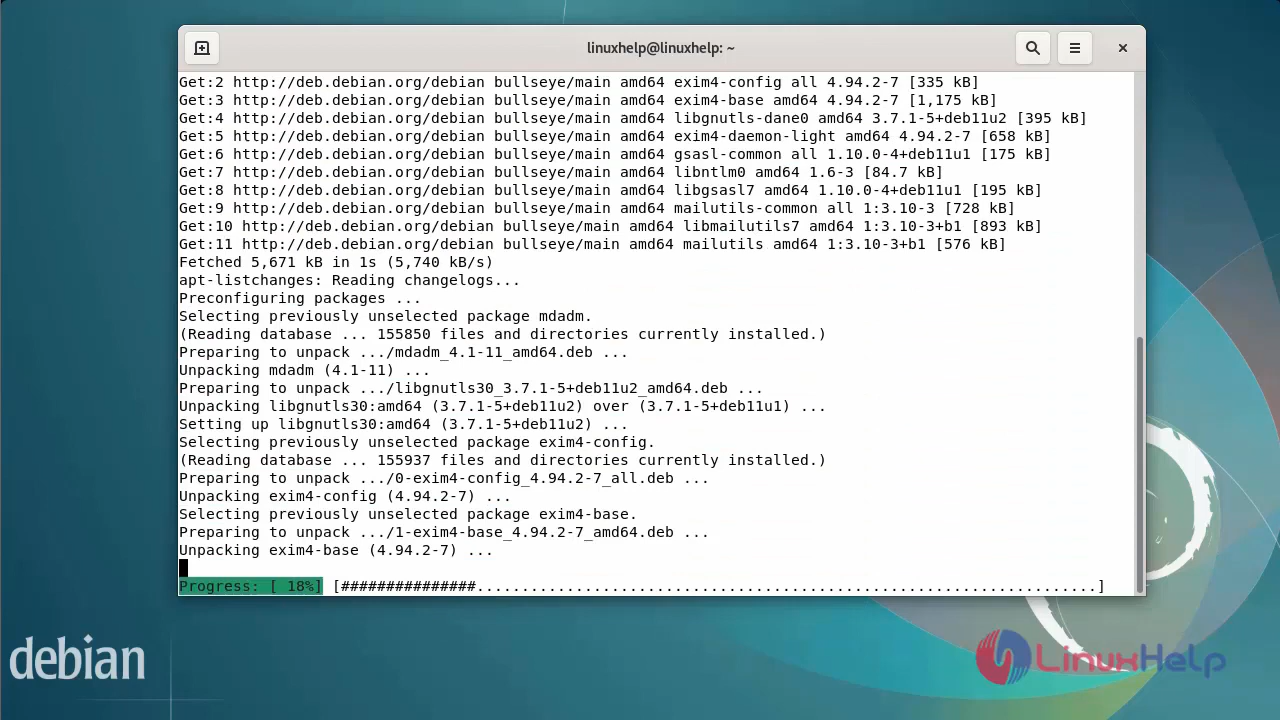 linuxhelp@linuxhelp: ~
Get:2 http://deb.debian.org/debian bullseye/main amd64 exim4-config all 4.94.2-7 [335 kB]
Get:3 http://deb.debian.org/debian bullseye/main amd64 exim4-base amd64 4.94.2-7 [1,175 kB]
Get:4 http://deb.debian.org/debian bullseye/main amd64 libgnutls-dane0 amd64 3.7.1-5+deb11u2 [395 kB]
Get:5 http://deb.debian.org/debian bullseye/main amd64 exim4-daemon-light amd64 4.94.2-7 [658 kB]
Get:6 http://deb.debian.org/debian bullseye/main amd64 gsasl-common all 1.10.0-4+deb11u1 [175 kB]
Get:7 http://deb.debian.org/debian bullseye/main amd64 libntlm0 amd64 1.6-3 [84.7 kB]
Get:8 http://deb.debian.org/debian bullseye/main amd64 libgsasl7 amd64 1.10.0-4+deb11u1 [195 kB]
Get:9 http://deb.debian.org/debian bullseye/main amd64 mailutils-common all 1:3.10-3 [728 kB]
Get:10 http://deb.debian.org/debian bullseye/main amd64 libmailutils7 amd64 1:3.10-3+b1 [893 kB]
Get:11 http://deb.debian.org/debian bullseye/main amd64 mailutils amd64 1:3.10-3+b1 [576 kB]
Fetched 5,671 kB in 1s (5,740 kB/s)
apt-listchanges: Reading changelogs...
Preconfiguring packages ...
Selecting previously unselected package mdadm.
(Reading database ... 155850 files and directories currently installed.)
Preparing to unpack .../mdadm_4.1-11_amd64.deb ...
Unpacking mdadm (4.1-11) ...
Preparing to unpack .../libgnutls30_3.7.1-5+deb11u2_amd64.deb ...
Unpacking libgnutls30:amd64 (3.7.1-5+deb11u2) over (3.7.1-5+deb11u1) ...
Setting up libgnutls30:amd64 (3.7.1-5+deb11u2) ...
Selecting previously unselected package exim4-config.
(Reading database ... 155937 files and directories currently installed.)
Preparing to unpack .../0-exim4-config_4.94.2-7_all.deb ...
Unpacking exim4-config (4.94.2-7) ...
Selecting previously unselected package exim4-base.
Preparing to unpack .../1-exim4-base_4.94.2-7_amd64.deb ...
Unpacking exim4-base (4.94.2-7) ...
Progress: [ 18%] [###############.....................................................................]
debian
LinuxHelp